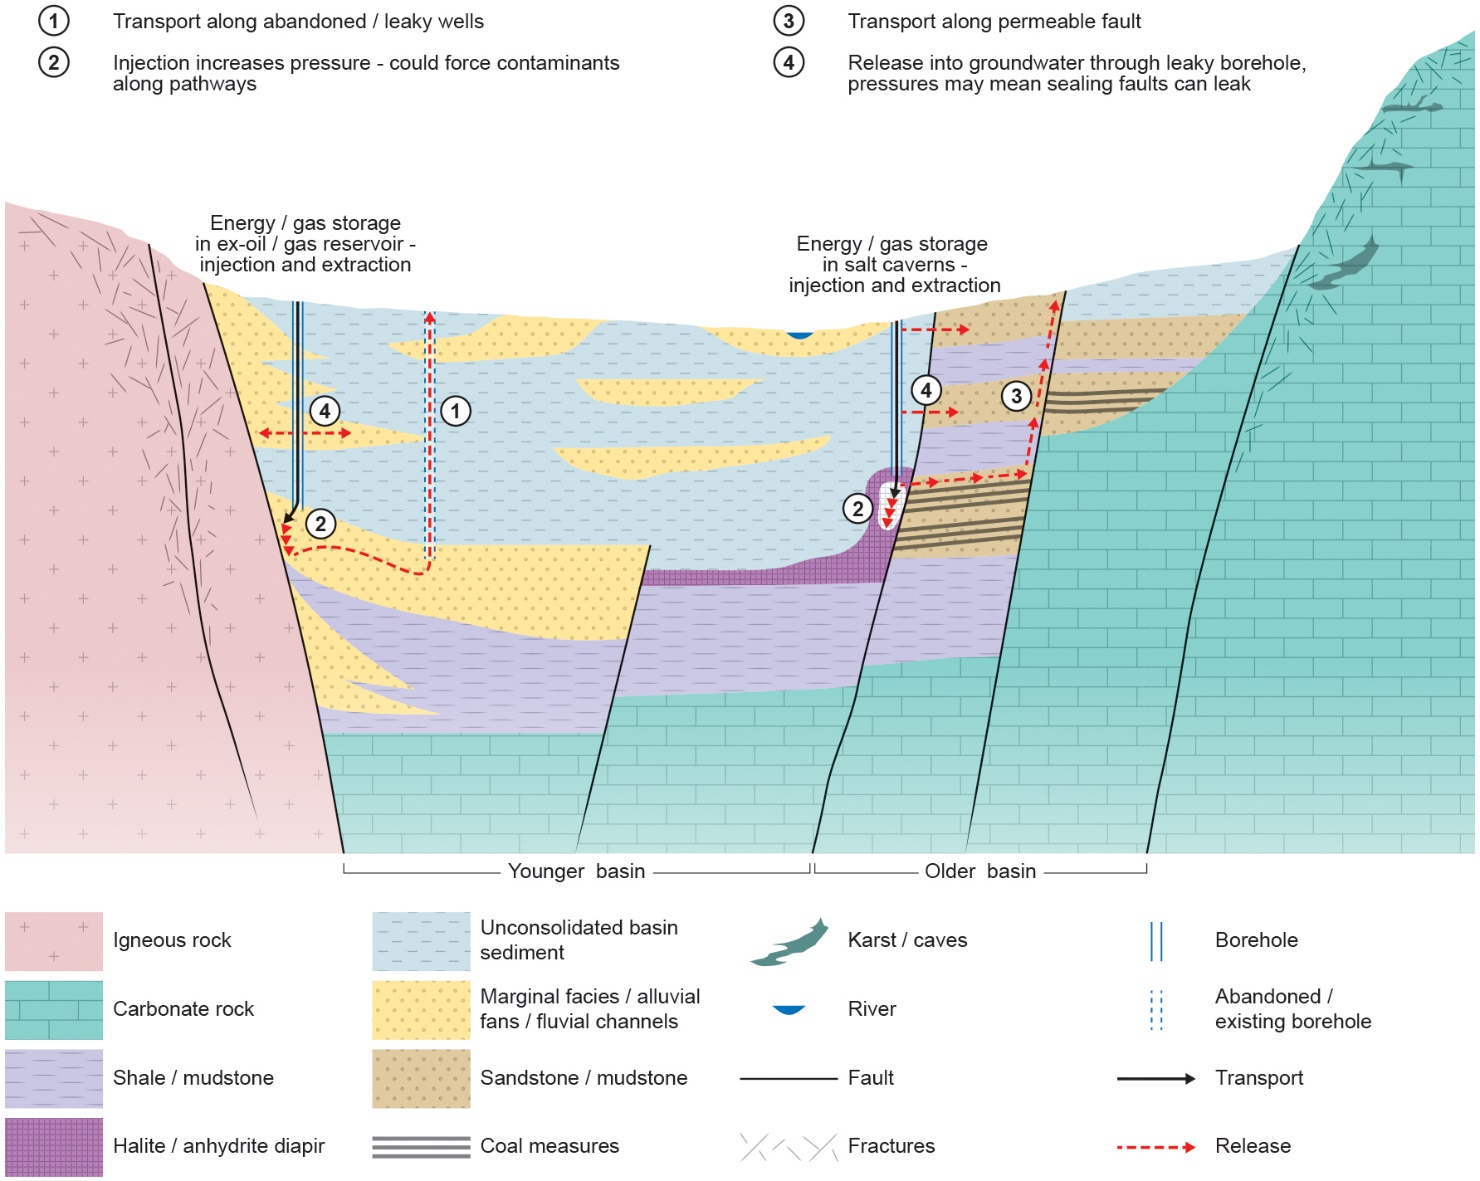 1 Transport along abandoned / leaky wells
2 Injection increases pressure - could force contaminants
along pathways
3 Transport along permeable fault
4 Release into groundwater through leaky borehole,
pressures may mean sealing faults can leak
Energy / gas storage
in ex-oil / gas reservoir -
injection and extraction
Energy / gas storage
in salt caverns -
injection and extraction
4
1
2
4
3
2
Younger basin
Older basin
Igneous rock
Carbonate rock
Shale / mudstone
Halite / anhydrite diapir
Unconsolidated basin
sediment
Marginal facies / alluvial
fans / fluvial channels
Sandstone / mudstone
Coal measures
Karst / caves
River
Fault
Fractures
Borehole
Abandoned /
existing borehole
Transport
Release